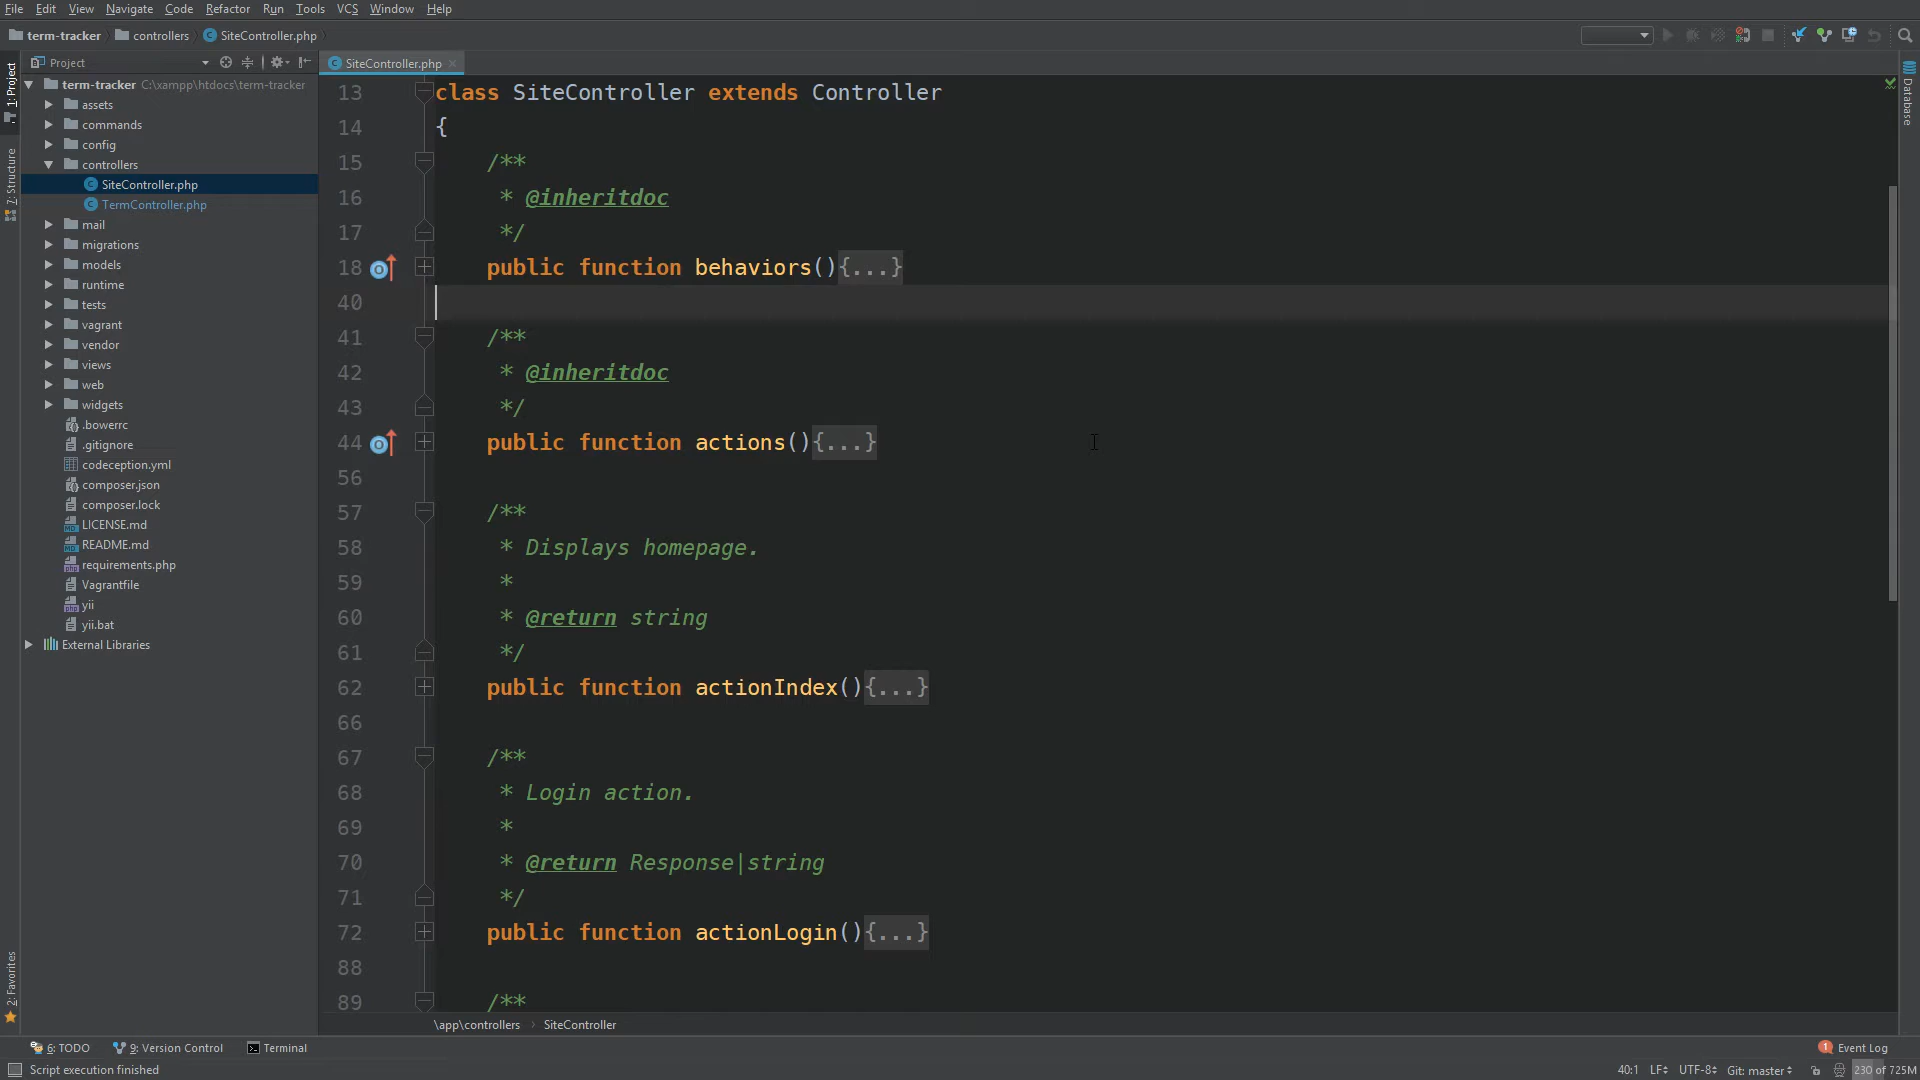 File Edit View Navigate Code Refactor Run Tools VCS Window Help
term-tracker controllers SiteController.php
1: Project
7: Structure
2: Favorites
Project
term-tracker C:\xampp\htdocs\term-tracker
assets
commands
config
controllers
SiteController.php
TermController.php
mail
migrations
models
runtime
tests
vagrant
vendor
views
web
widgets
.bowerrc
.gitignore
codeception.yml
composer.json
composer.lock
LICENSE.md
README.md
requirements.php
Vagrantfile
yii
yii.bat
External Libraries
SiteController.php
13 class SiteController extends Controller
14 {
15 /**
16 * @inheritdoc
17 */
18 public function behaviors(){...}
40
41 /**
42 * @inheritdoc
43 */
44 public function actions(){...}
56
57 /**
58 * Displays homepage.
59 *
60 * @return string
61 */
62 public function actionIndex(){...}
66
67 /**
68 * Login action.
69 *
70 * @return Response|string
71 */
72 public function actionLogin(){...}
88
89 /**
\app\controllers SiteController
Database
6: TODO 9: Version Control Terminal
1 Event Log
Script execution finished
40:1 LF UTF-8 Git: master 230 of 725M